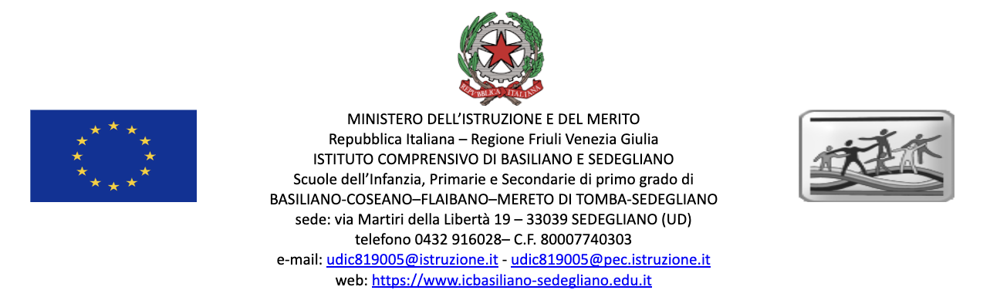 REPVBBLICA ITALIANA
MINISTERO DELL’ISTRUZIONE E DEL MERITO
Repubblica Italiana – Regione Friuli Venezia Giulia
ISTITUTO COMPRENSIVO DI BASILIANO E SEDEGLIANO
Scuole dell’Infanzia, Primarie e Secondarie di primo grado di
BASILIANO-COSEANO–FLAIBANO–MERETO DI TOMBA-SEDEGLIANO
sede: via Martiri della Libertà 19 – 33039 SEDEGLIANO (UD)
telefono 0432 916028– C.F. 80007740303
e-mail: udic819005@istruzione.it - udic819005@pec.istruzione.it
web: https://www.icbasiliano-sedegliano.edu.it